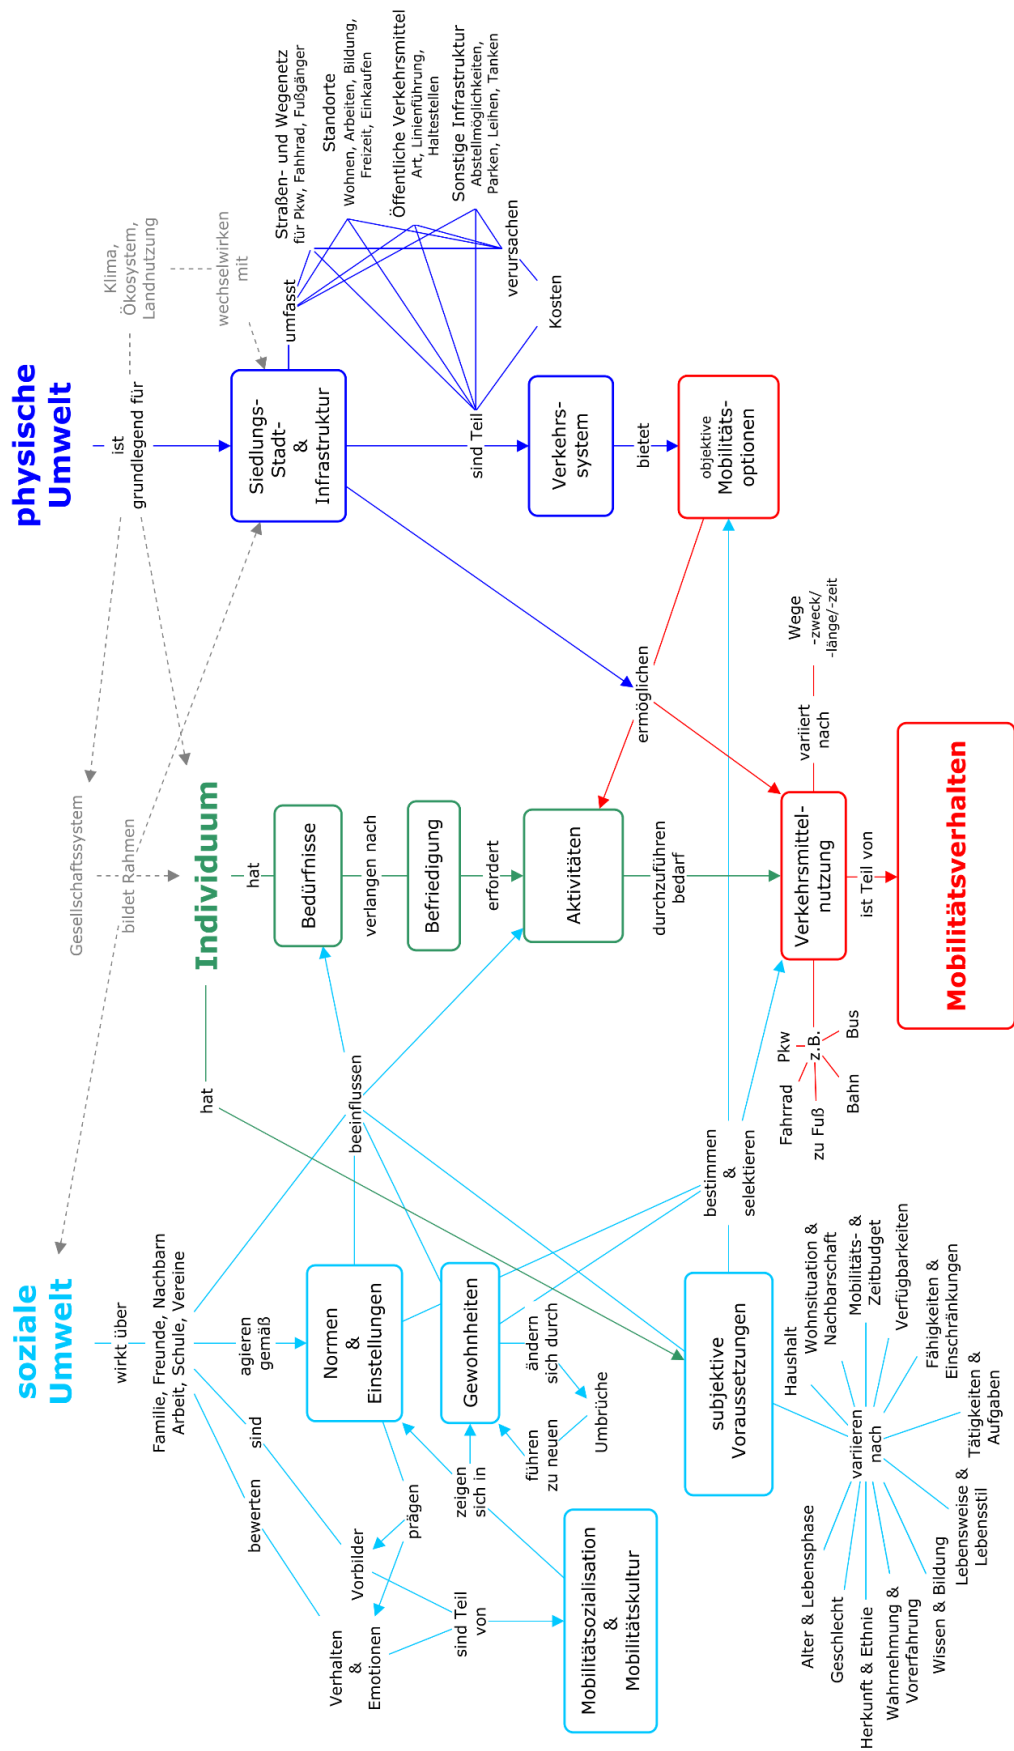 soziale
Umwelt
wirkt über
Familie, Freunde, Nachbarn
Arbeit, Schule, Vereine
bewerten
sind
agieren
gemäß
Verhalten
&
Emotionen
Vorbilder
prägen
Normen
&
Einstellungen
beeinflussen
sind Teil
von
zeigen
sich in
Gewohnheiten
führen
zu neuen
ändern
sich durch
Umbrüche
Mobilitätsozialisation
&
Mobilitätskultur
subjektive
Voraussetzungen
bestimmen
&
selektieren
variieren
nach
Haushalt
Wohnsituation &
Nachbarschaft
Mobilitäts- &
Zeitbudget
Verfügbarkeiten
Fähigkeiten &
Einschränkungen
Tätigkeiten &
Aufgaben
Lebensweise &
Lebensstil
Wissen & Bildung
Wahrnehmung &
Vorerfahrung
Herkunft & Ethnie
Geschlecht
Alter & Lebensphase
Gesellschaftssystem
bildet Rahmen
Individuum
hat
hat
Bedürfnisse
verlangen nach
Befriedigung
erfordert
Aktivitäten
durchzuführen
bedarf
ermöglichen
Verkehrsmittel-
nutzung
z.B.
Fahrrad
Pkw
zu Fuß
Bahn
Bus
variiert
nach
Wege
-zweck/
-länge/-zeit
ist Teil von
Mobilitätsverhalten
physische
Umwelt
ist
grundlegend für
Klima,
Ökosystem,
Landnutzung
wechselwirken
mit
Siedlungs-
Stadt-
&
Infrastruktur
umfasst
Straßen- und Wegenetz
für Pkw, Fahhrad, Fußgänger
Standorte
Wohnen, Arbeiten, Bildung,
Freizeit, Einkaufen
Öffentliche Verkehrsmittel
Art, Linienführung,
Haltestellen
Sonstige Infrastruktur
Abstellmöglichkeiten,
Parken, Leihen, Tanken
verursachen
Kosten
sind Teil
Verkehrs-
system
bietet
objektive
Mobilitäts-
optionen